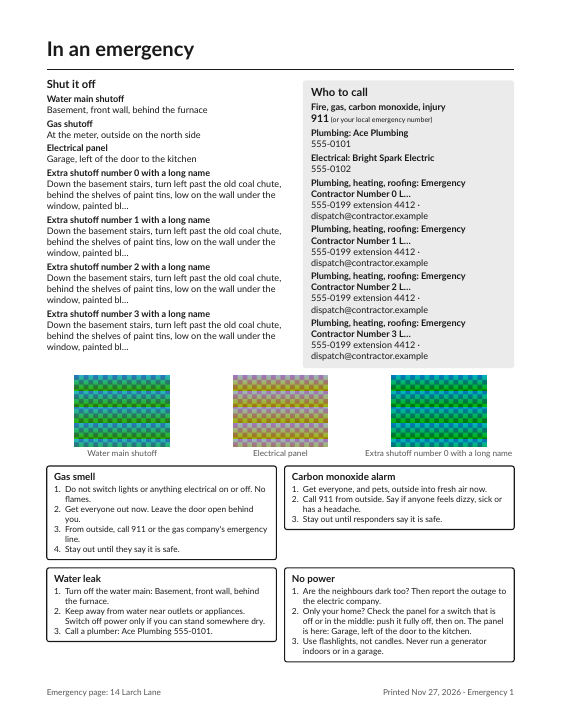 In an emergency
Shut it off
Water main shutoff
Basement, front wall, behind the furnace
Gas shutoff
At the meter, outside on the north side
Electrical panel
Garage, left of the door to the kitchen
Extra shutoff number 0 with a long name
Down the basement stairs, turn left past the old coal chute,
behind the shelves of paint tins, low on the wall under the
window, painted bl...
Extra shutoff number 1 with a long name
Down the basement stairs, turn left past the old coal chute,
behind the shelves of paint tins, low on the wall under the
window, painted bl...
Extra shutoff number 2 with a long name
Down the basement stairs, turn left past the old coal chute,
behind the shelves of paint tins, low on the wall under the
window, painted bl...
Extra shutoff number 3 with a long name
Down the basement stairs, turn left past the old coal chute,
behind the shelves of paint tins, low on the wall under the
window, painted bl...
Who to call
Fire, gas, carbon monoxide, injury
911 (or your local emergency number)
Plumbing: Ace Plumbing
555-0101
Electrical: Bright Spark Electric
555-0102
Plumbing, heating, roofing: Emergency
Contractor Number 0 L...
555-0199 extension 4412 ·
dispatch@contractor.example
Plumbing, heating, roofing: Emergency
Contractor Number 1 L...
555-0199 extension 4412 ·
dispatch@contractor.example
Plumbing, heating, roofing: Emergency
Contractor Number 2 L...
555-0199 extension 4412 ·
dispatch@contractor.example
Plumbing, heating, roofing: Emergency
Contractor Number 3 L...
555-0199 extension 4412 ·
dispatch@contractor.example
Water main shutoff
Electrical panel
Extra shutoff number 0 with a long name
Gas smell
1. Do not switch lights or anything electrical on or off. No
flames.
2. Get everyone out now. Leave the door open behind
you.
3. From outside, call 911 or the gas company's emergency
line.
4. Stay out until they say it is safe.
Carbon monoxide alarm
1. Get everyone, and pets, outside into fresh air now.
2. Call 911 from outside. Say if anyone feels dizzy, sick or
has a headache.
3. Stay out until responders say it is safe.
Water leak
1. Turn off the water main: Basement, front wall, behind
the furnace.
2. Keep away from water near outlets or appliances.
Switch off power only if you can stand somewhere dry.
3. Call a plumber: Ace Plumbing 555-0101.
No power
1. Are the neighbours dark too? Then report the outage to
the electric company.
2. Only your home? Check the panel for a switch that is
off or in the middle: push it fully off, then on. The panel
is here: Garage, left of the door to the kitchen.
3. Use flashlights, not candles. Never run a generator
indoors or in a garage.
Emergency page: 14 Larch Lane
Printed Nov 27, 2026 · Emergency 1